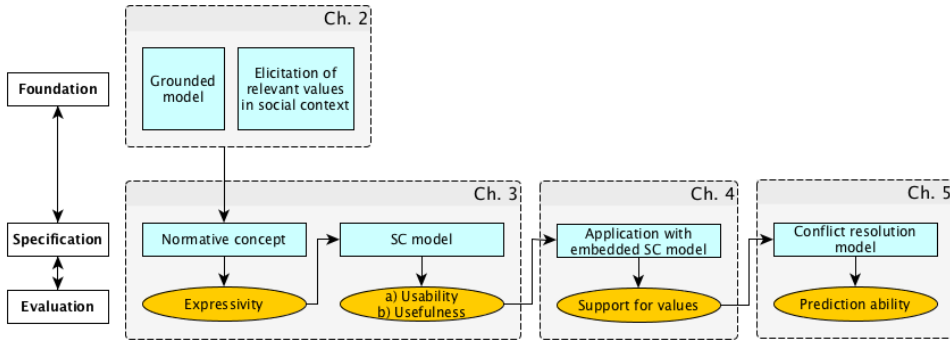 Ch. 2
Grounded
model
Elicitation of
relevant values
in social context
Foundation
Ch. 3
Ch. 4
Ch. 5
Specification
Normative concept
SC model
Application with
embedded SC model
Conflict resolution
model
Evaluation
Expressivity
a) Usability
b) Usefulness
Support for values
Prediction ability